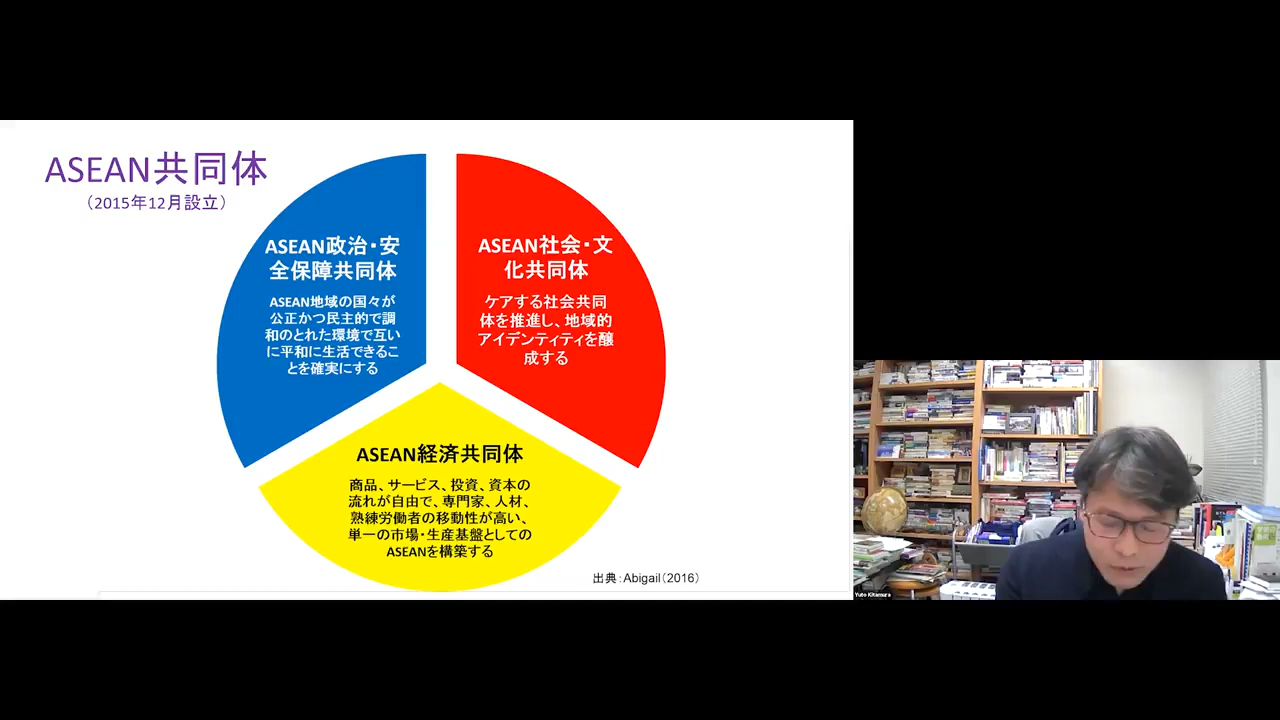 ASEAN共同体
（2015年12月設立）
ASEAN政治・安
全保障共同体
ASEAN地域の国々が
公正かつ民主的で調
和のとれた環境で互い
に平和に生活できるこ
とを確実にする
ASEAN社会・文
化共同体
ケアする社会共同
体を推進し、地域的
アイデンティティを醸
成する
ASEAN経済共同体
商品、サービス、投資、資本の
流れが自由で、専門家、人材、
熟練労働者の移動性が高い、
単一の市場・生産基盤としての
ASEANを構築する
出典：Abigail（2016）
Yuto Kitamura